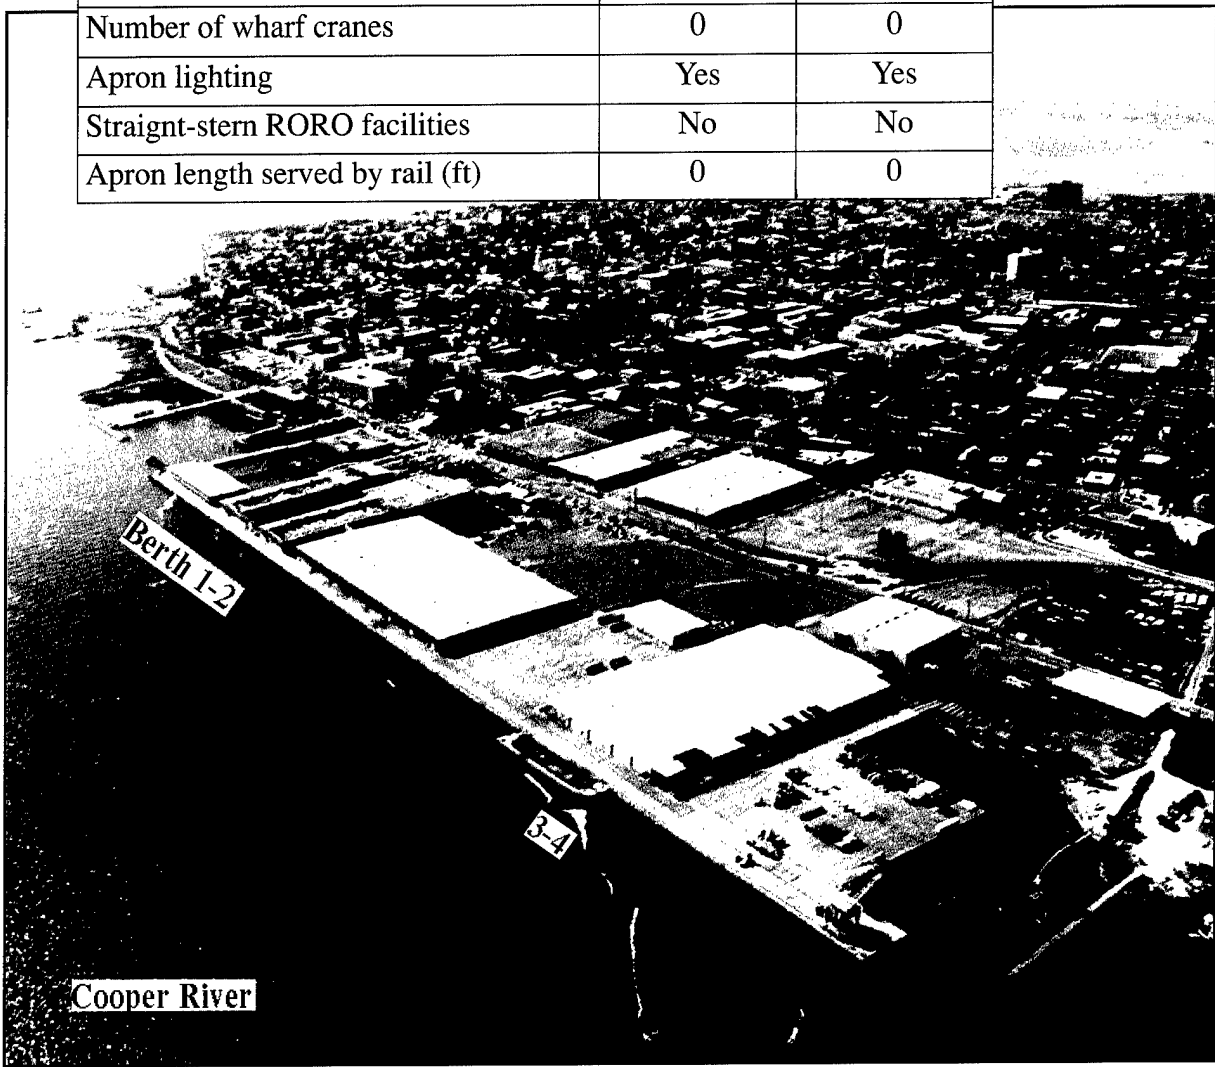 Number of wharf cranes 0 0
Apron lighting Yes Yes
Straignt-stern RORO facilities No No
Apron length served by rail (ft) 0 0
Berth 1-2
3-4
Cooper River